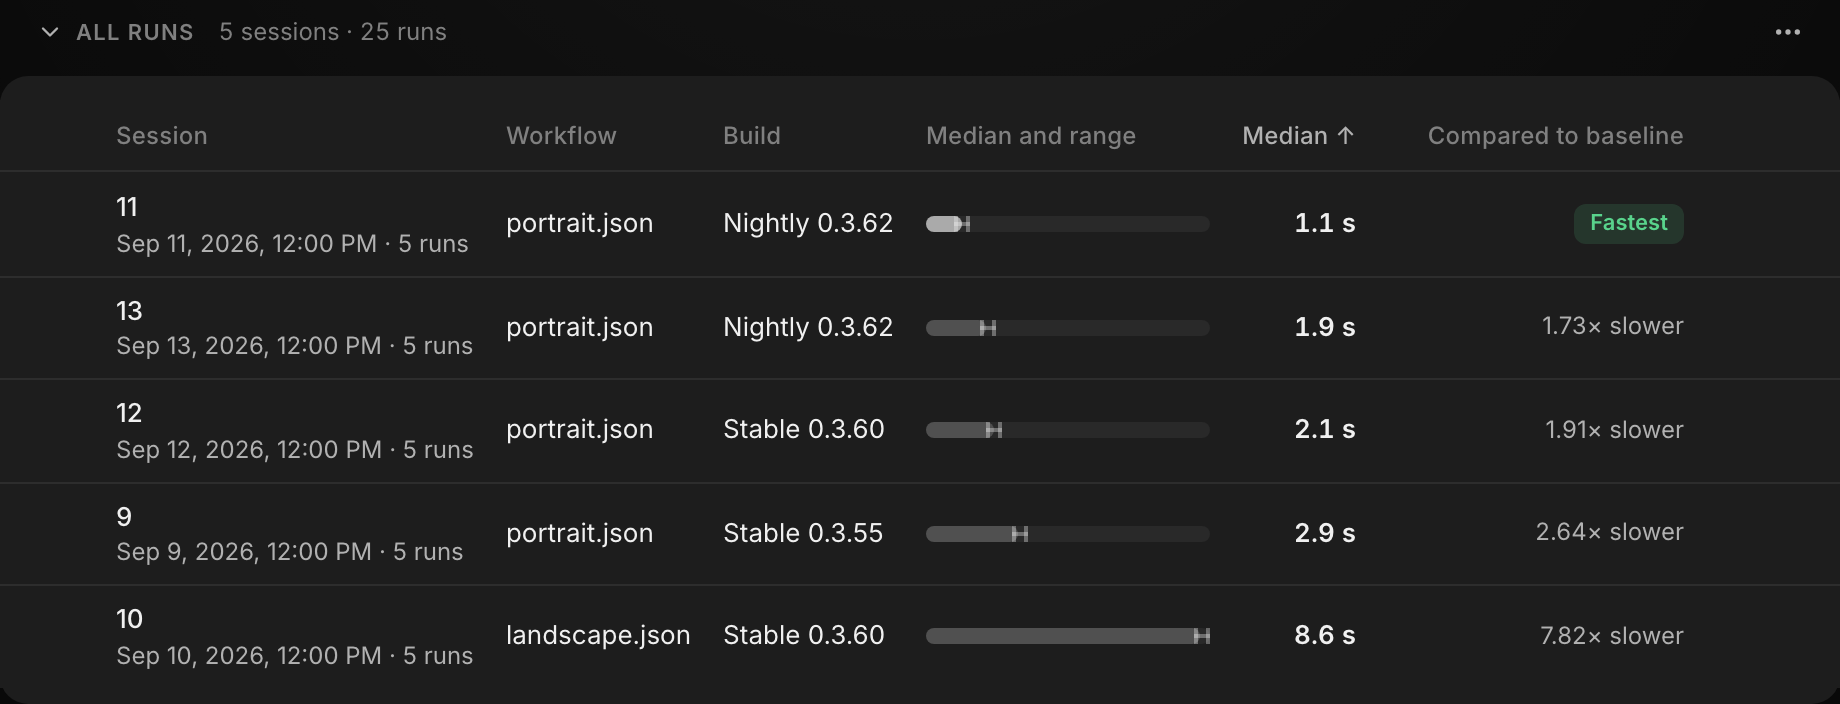 ALL RUNS 5 sessions · 25 runs
Session Workflow Build Median and range Median ↑ Compared to baseline
11
Sep 11, 2026, 12:00 PM · 5 runs
portrait.json Nightly 0.3.62 1.1 s Fastest
13
Sep 13, 2026, 12:00 PM · 5 runs
portrait.json Nightly 0.3.62 1.9 s 1.73× slower
12
Sep 12, 2026, 12:00 PM · 5 runs
portrait.json Stable 0.3.60 2.1 s 1.91× slower
9
Sep 9, 2026, 12:00 PM · 5 runs
portrait.json Stable 0.3.55 2.9 s 2.64× slower
10
Sep 10, 2026, 12:00 PM · 5 runs
landscape.json Stable 0.3.60 8.6 s 7.82× slower